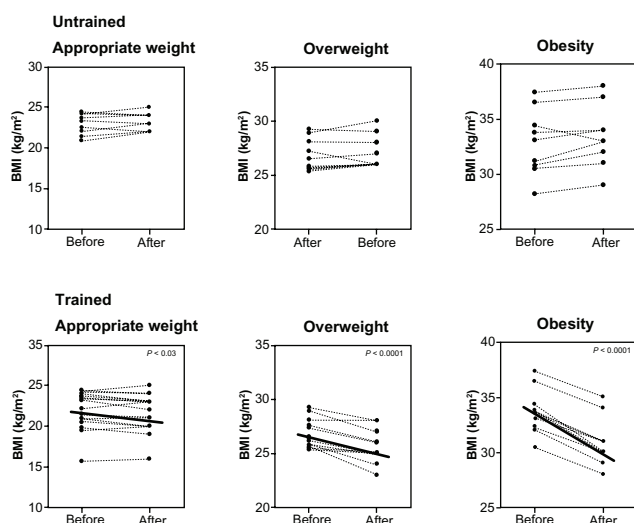 Untrained
Appropriate weight
Overweight
Obesity
BMI (kg/m²)
30
25
20
15
10
Before
After
BMI (kg/m²)
35
30
25
20
After
Before
BMI (kg/m²)
40
35
30
25
Before
After
Trained
Appropriate weight
Overweight
Obesity
BMI (kg/m²)
35
25
21
20
15
10
P < 0.03
Before
After
BMI (kg/m²)
35
30
25
20
P < 0.0001
Before
After
BMI (kg/m²)
40
35
30
25
P < 0.0001
Before
After